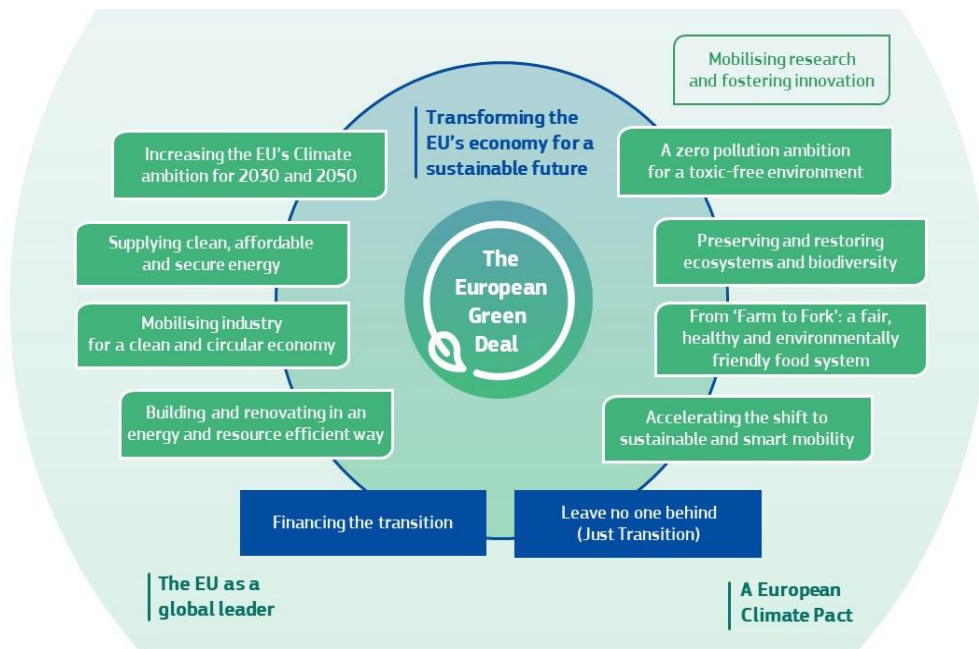 Mobilising research
and fostering innovation
Transforming the
EU's economy for a
sustainable future
Increasing the EU's Climate
ambition for 2030 and 2050
A zero pollution ambition
for a toxic-free environment
Supplying clean, affordable
and secure energy
Preserving and restoring
ecosystems and biodiversity
The
European
Green
Deal
Mobilising industry
for a clean and circular economy
From ‘Farm to Fork’: a fair,
healthy and environmentally
friendly food system
Building and renovating in an
energy and resource efficient way
Accelerating the shift to
sustainable and smart mobility
Financing the transition
Leave no one behind
(Just Transition)
The EU as a
global leader
A European
Climate Pact